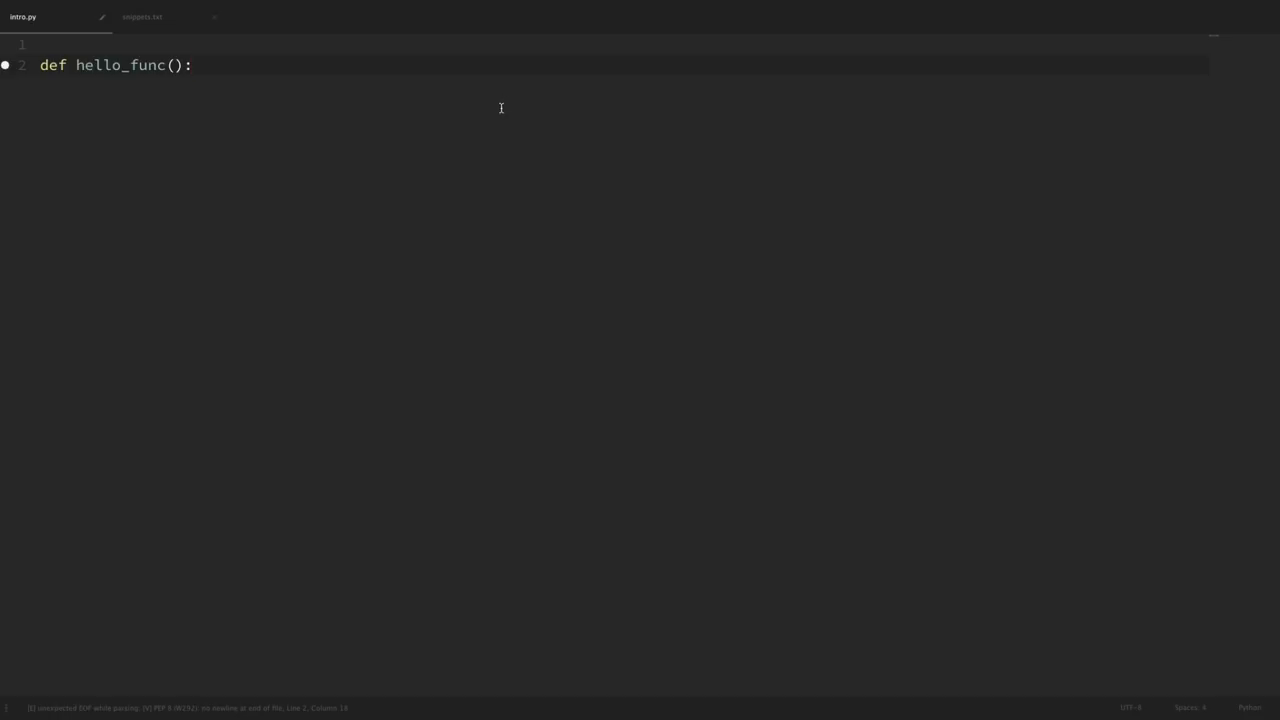 intro.py
snippets.txt
1
2 def hello_func():
[E] unexpected EOF while parsing; [V] PEP 8 (W292): no newline at end of file, Line 2, Column 18
UTF-8
Spaces: 4
Python